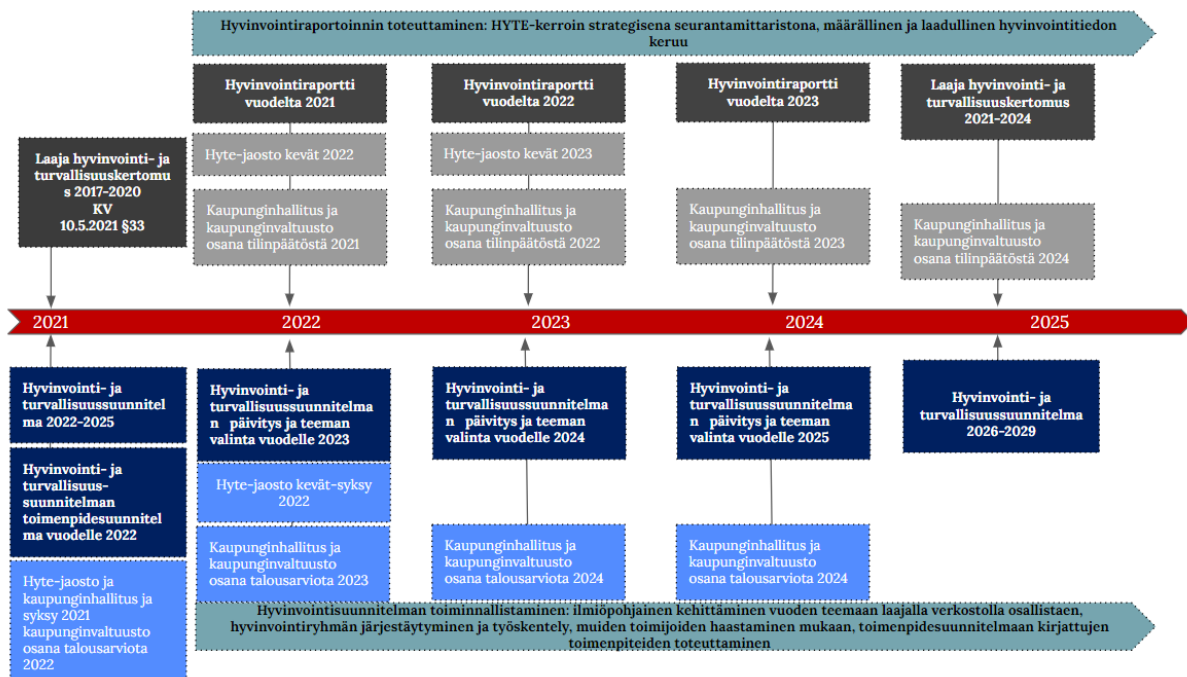 Hyvinvointiraportoinnin toteuttaminen: HYTE-kerroin strategisena seurantamittaristona, määrällinen ja laadullinen hyvinvointitiedon
keruu
Laaja hyvinvointi- ja
turvallisuuskertomu
s 2017-2020
KV
10.5.2021 §33
Hyvinvointiraportti
vuodelta 2021
Hyte-jaosto kevät 2022
Kaupunginhallitus ja
kaupunginvaltuusto
osana tilinpäätöstä 2021
Hyvinvointiraportti
vuodelta 2022
Hyte-jaosto kevät 2023
Kaupunginhallitus ja
kaupunginvaltuusto
osana tilinpäätöstä 2022
Hyvinvointiraportti
vuodelta 2023
Kaupunginhallitus ja
kaupunginvaltuusto
osana tilinpäätöstä 2023
Laaja hyvinvointi- ja
turvallisuuskertomus
2021-2024
Kaupunginhallitus ja
kaupunginvaltuusto
osana tilinpäätöstä 2024
2021
2022
2023
2024
2025
Hyvinvointi- ja
turvallisuussuunnitel
ma 2022-2025
Hyvinvointi- ja
turvallisuus-
suunnitelman
toimenpidesuunnitel
ma vuodelle 2022
Hyte-jaosto ja
kaupunginhallitus ja
syksy 2021
kaupunginvaltuusto
osana talousarviota
2022
Hyvinvointi- ja
turvallisuussuunnitelma
n päivitys ja teeman
valinta vuodelle 2023
Hyte-jaosto kevät-syksy
2022
Kaupunginhallitus ja
kaupunginvaltuusto
osana talousarviota 2023
Hyvinvointi- ja
turvallisuussuunnitelma
n päivitys ja teeman
valinta vuodelle 2024
Kaupunginhallitus ja
kaupunginvaltuusto
osana talousarviota 2024
Hyvinvointi- ja
turvallisuussuunnitelma
n päivitys ja teeman
valinta vuodelle 2025
Kaupunginhallitus ja
kaupunginvaltuusto
osana talousarviota 2024
Hyvinvointi- ja
turvallisuussuunnitelma
2026-2029
Hyvinvointisuunnitelman toiminnallistaminen: ilmiöpohjainen kehittäminen vuoden teemaan laajalla verkostolla osallistaen,
hyvinvointiryhmän järjestäytyminen ja työskentely, muiden toimijoiden haastaminen mukaan, toimenpidesuunnitelmaan kirjattujen
toimenpiteiden toteuttaminen